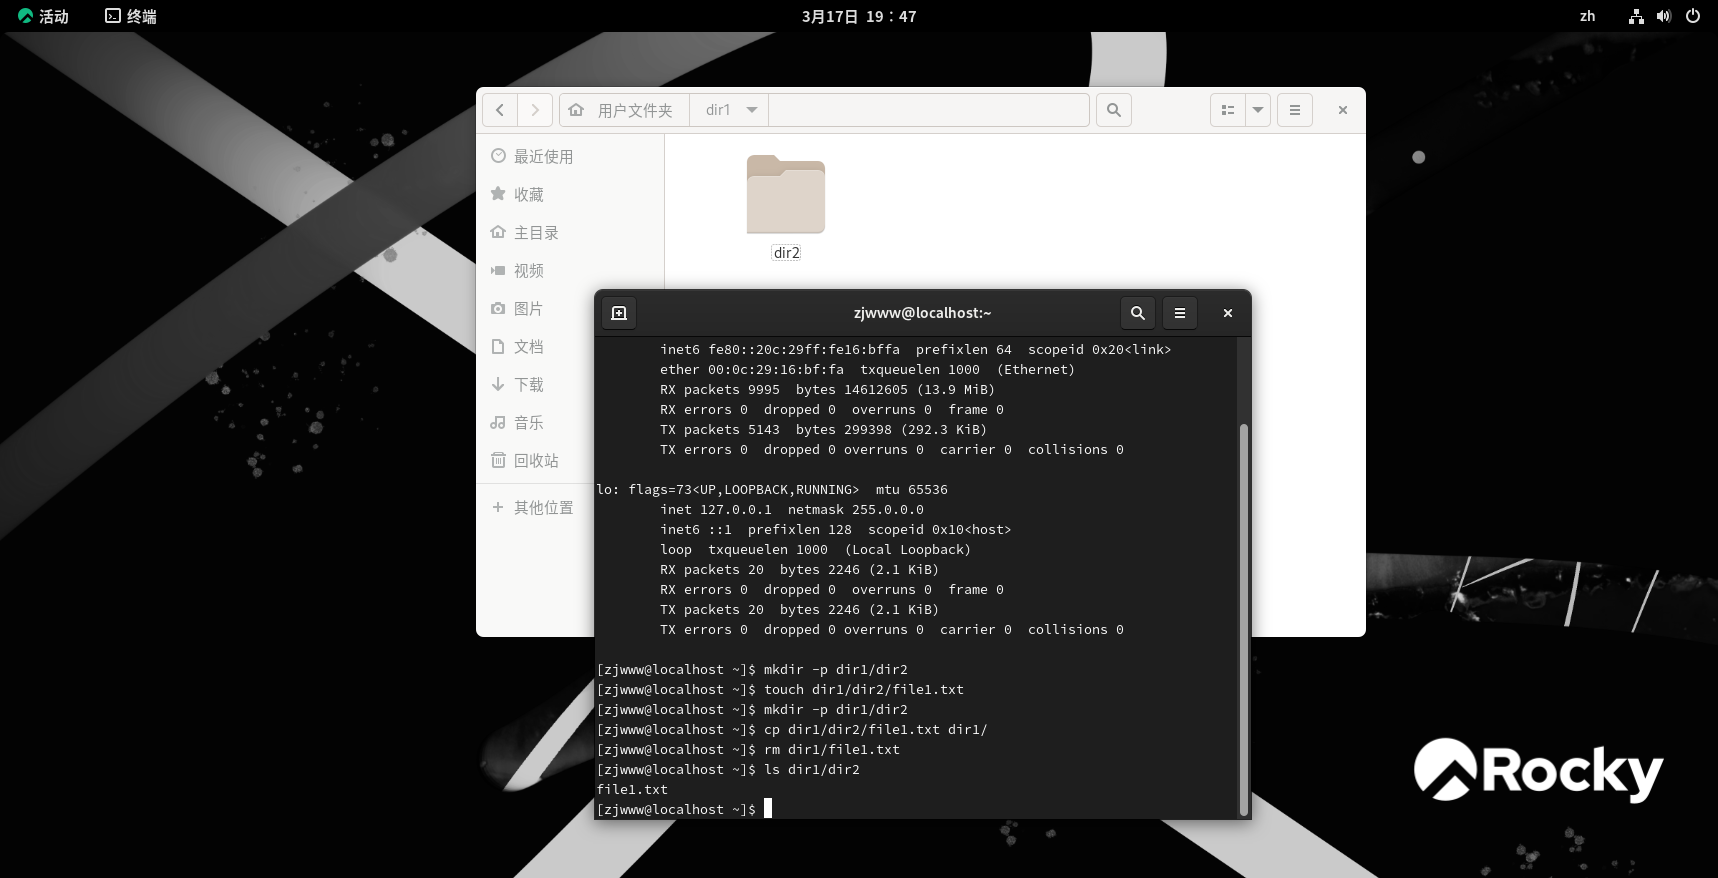 活动 终端 3月17日 19：47 zh
用户文件夹 dir1
最近使用
收藏
主目录
视频
图片
文档
下载
音乐
回收站
其他位置
dir2
zjwww@localhost:~
inet6 fe80::20c:29ff:fe16:bffa  prefixlen 64  scopeid 0x20<link>
ether 00:0c:29:16:bf:fa  txqueuelen 1000  (Ethernet)
RX packets 9995  bytes 14612605 (13.9 MiB)
RX errors 0  dropped 0  overruns 0  frame 0
TX packets 5143  bytes 299398 (292.3 KiB)
TX errors 0  dropped 0 overruns 0  carrier 0  collisions 0
lo: flags=73<UP,LOOPBACK,RUNNING>  mtu 65536
inet 127.0.0.1  netmask 255.0.0.0
inet6 ::1  prefixlen 128  scopeid 0x10<host>
loop  txqueuelen 1000  (Local Loopback)
RX packets 20  bytes 2246 (2.1 KiB)
RX errors 0  dropped 0  overruns 0  frame 0
TX packets 20  bytes 2246 (2.1 KiB)
TX errors 0  dropped 0 overruns 0  carrier 0  collisions 0
[zjwww@localhost ~]$ mkdir -p dir1/dir2
[zjwww@localhost ~]$ touch dir1/dir2/file1.txt
[zjwww@localhost ~]$ mkdir -p dir1/dir2
[zjwww@localhost ~]$ cp dir1/dir2/file1.txt dir1/
[zjwww@localhost ~]$ rm dir1/file1.txt
[zjwww@localhost ~]$ ls dir1/dir2
file1.txt
[zjwww@localhost ~]$
Rocky